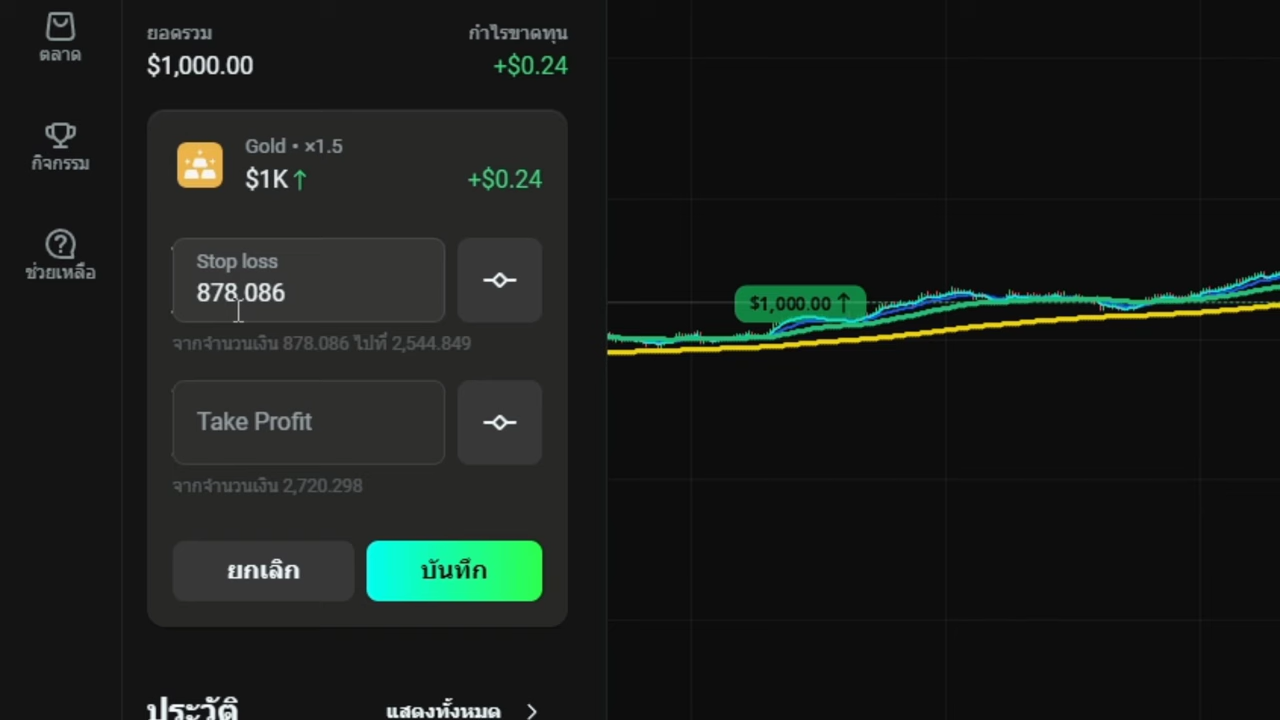 ตลาด
กิจกรรม
ช่วยเหลือ
ยอดรวม
กำไรขาดทุน
$1,000.00
+$0.24
Gold • ×1.5
$1K↑
+$0.24
Stop loss
878.086
จากจำนวนเงิน 878.086 ไปที่ 2,544.849
Take Profit
จากจำนวนเงิน 2,720.298
ยกเลิก
บันทึก
ประวัติ
แสดงทั้งหมด >
$1,000.00 ↑